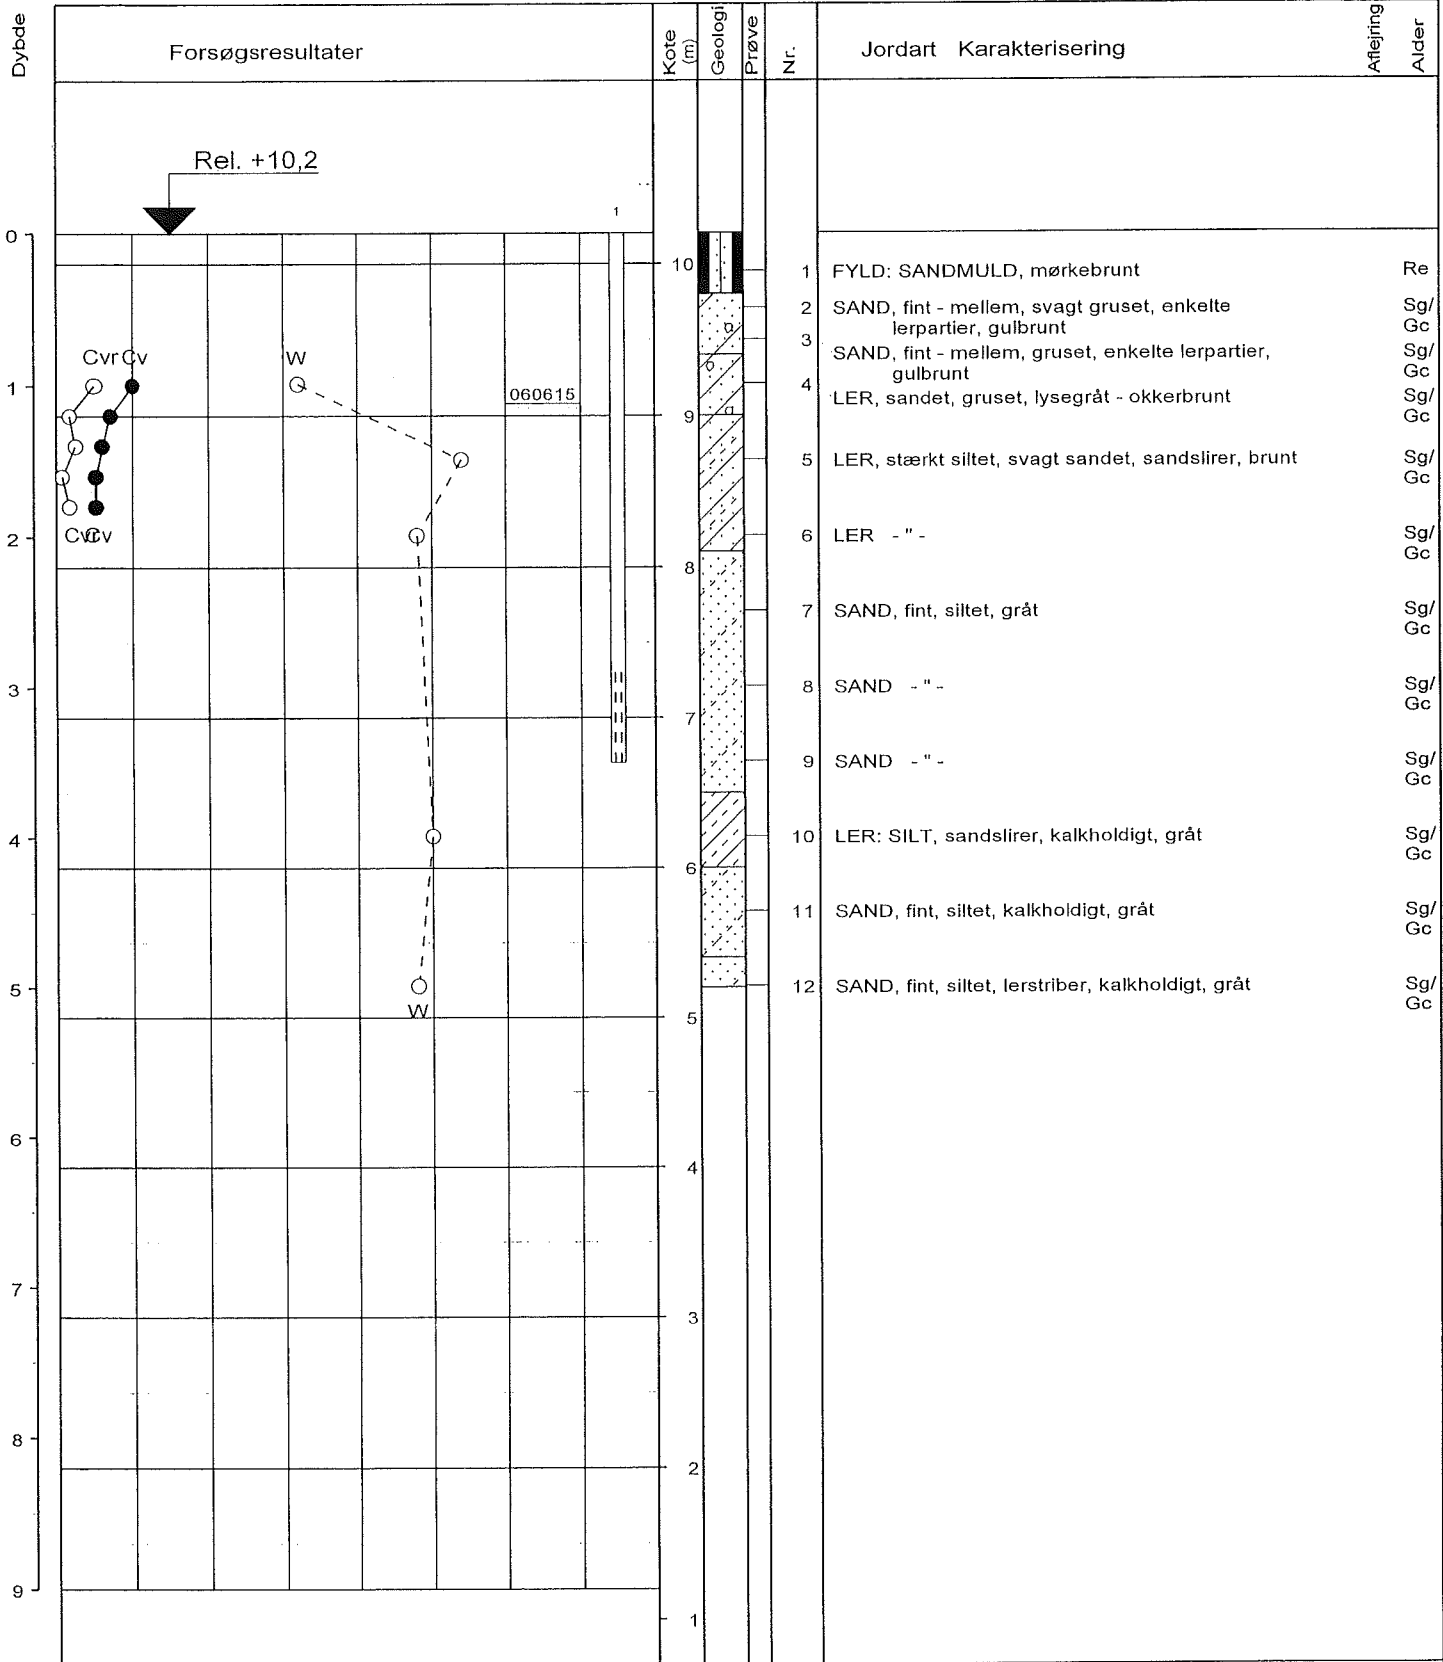 Dybde
Forsøgsresultater
Kote (m)
Geologi
Prøve
Nr.
Jordart Karakterisering
Aflejring
Alder
Rel. +10,2
1
0
10
1 FYLD: SANDMULD, mørkebrunt Re
2 SAND, fint - mellem, svagt gruset, enkelte Sg/
lerpartier, gulbrunt Gc
3 SAND, fint - mellem, gruset, enkelte lerpartier, Sg/
gulbrunt Gc
Cvr Cv W
1
060615
9
4 LER, sandet, gruset, lysegråt - okkerbrunt Sg/
Gc
5 LER, stærkt siltet, svagt sandet, sandslirer, brunt Sg/
Gc
Cvr Cv
2
6 LER - " - Sg/
Gc
8
7 SAND, fint, siltet, gråt Sg/
Gc
3
8 SAND - " - Sg/
Gc
7
9 SAND - " - Sg/
Gc
4
10 LER: SILT, sandslirer, kalkholdigt, gråt Sg/
Gc
6
11 SAND, fint, siltet, kalkholdigt, gråt Sg/
Gc
5
12 SAND, fint, siltet, lerstriber, kalkholdigt, gråt Sg/
Gc
W
5
6
4
7
3
8
2
9
1